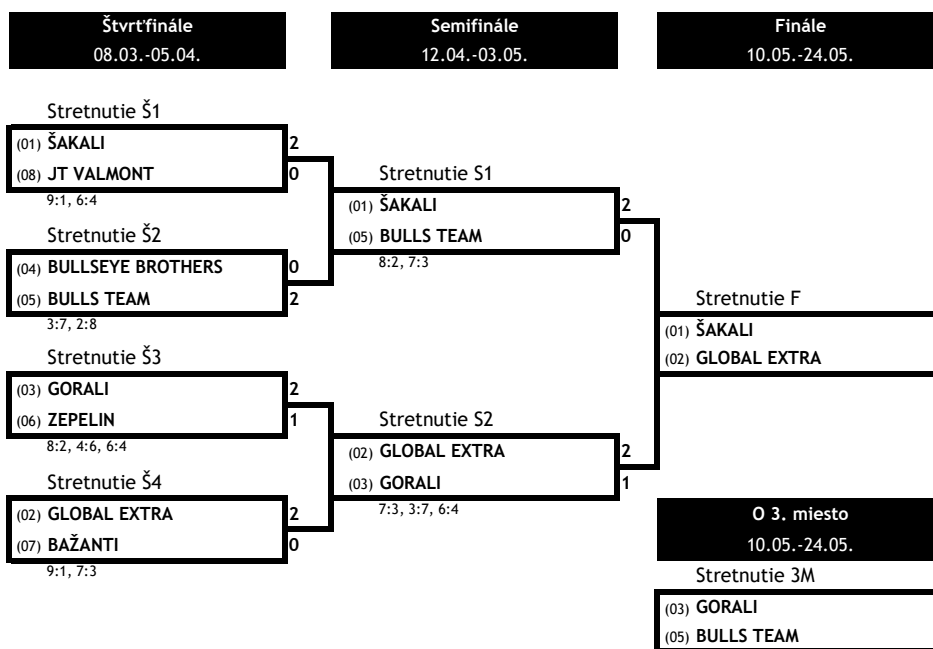 Štvrťfinále
08.03.-05.04.
Stretnutie Š1
(01) ŠAKALI 2
(08) JT VALMONT 0
9:1, 6:4
Stretnutie Š2
(04) BULLSEYE BROTHERS 0
(05) BULLS TEAM 2
3:7, 2:8
Stretnutie Š3
(03) GORALI 2
(06) ZEPELIN 1
8:2, 4:6, 6:4
Stretnutie Š4
(02) GLOBAL EXTRA 2
(07) BAŽANTI 0
9:1, 7:3
Semifinále
12.04.-03.05.
Stretnutie S1
(01) ŠAKALI 2
(05) BULLS TEAM 0
8:2, 7:3
Stretnutie S2
(02) GLOBAL EXTRA 2
(03) GORALI 1
7:3, 3:7, 6:4
Finále
10.05.-24.05.
Stretnutie F
(01) ŠAKALI
(02) GLOBAL EXTRA
O 3. miesto
10.05.-24.05.
Stretnutie 3M
(03) GORALI
(05) BULLS TEAM